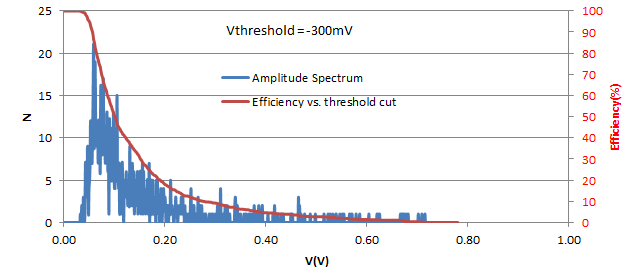 Vthreshold = -300mV
Amplitude Spectrum
Efficiency vs. threshold cut
N
25
20
15
10
5
0
100
90
80
70
60
50
40
30
20
10
0
Efficiency(%)
0.00 0.20 0.40 0.60 0.80 1.00
V(V)